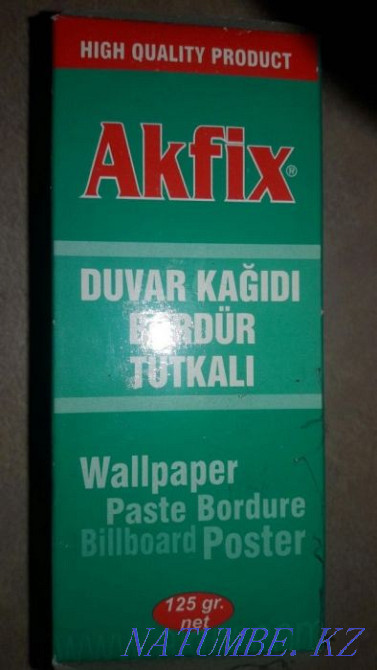 HIGH QUALITY PRODUCT
Akfix®
DUVAR KAĞIDI
BORDÜR
TUTKALI
Wallpaper
Paste Bordure
Billboard Poster
125 gr.
net
NATUMBE. KZ